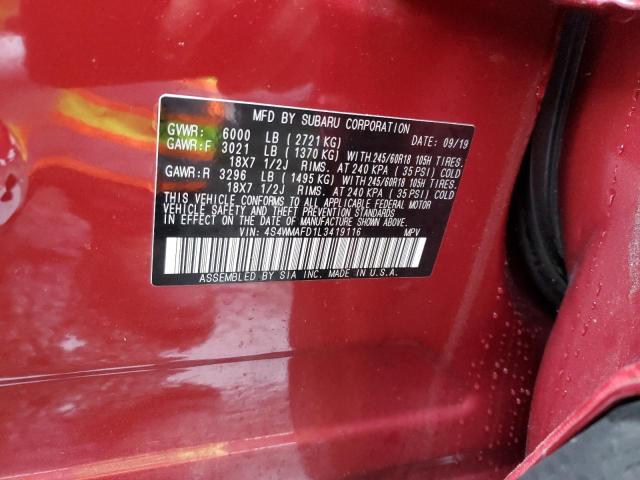 MFD BY SUBARU CORPORATION
GVWR: 6000 LB (2721 KG) DATE: 09/19
GAWR:F 3021 LB (1370 KG) WITH 245/60R18 105H TIRES.
18X7 1/2J RIMS. AT 240 KPA (35 PSI) COLD
GAWR:R 3296 LB (1495 KG) WITH 245/60R18 105H TIRES.
18X7 1/2J RIMS. AT 240 KPA (35 PSI) COLD
THIS VEHICLE CONFORMS TO ALL APPLICABLE FEDERAL MOTOR
VEHICLE SAFETY AND THEFT PREVENTION STANDARDS
IN EFFECT ON THE DATE OF MANUFACTURE SHOWN ABOVE.
VIN: 4S4WMAFD1L3419116 MPV
ASSEMBLED BY SIA INC. MADE IN U.S.A.